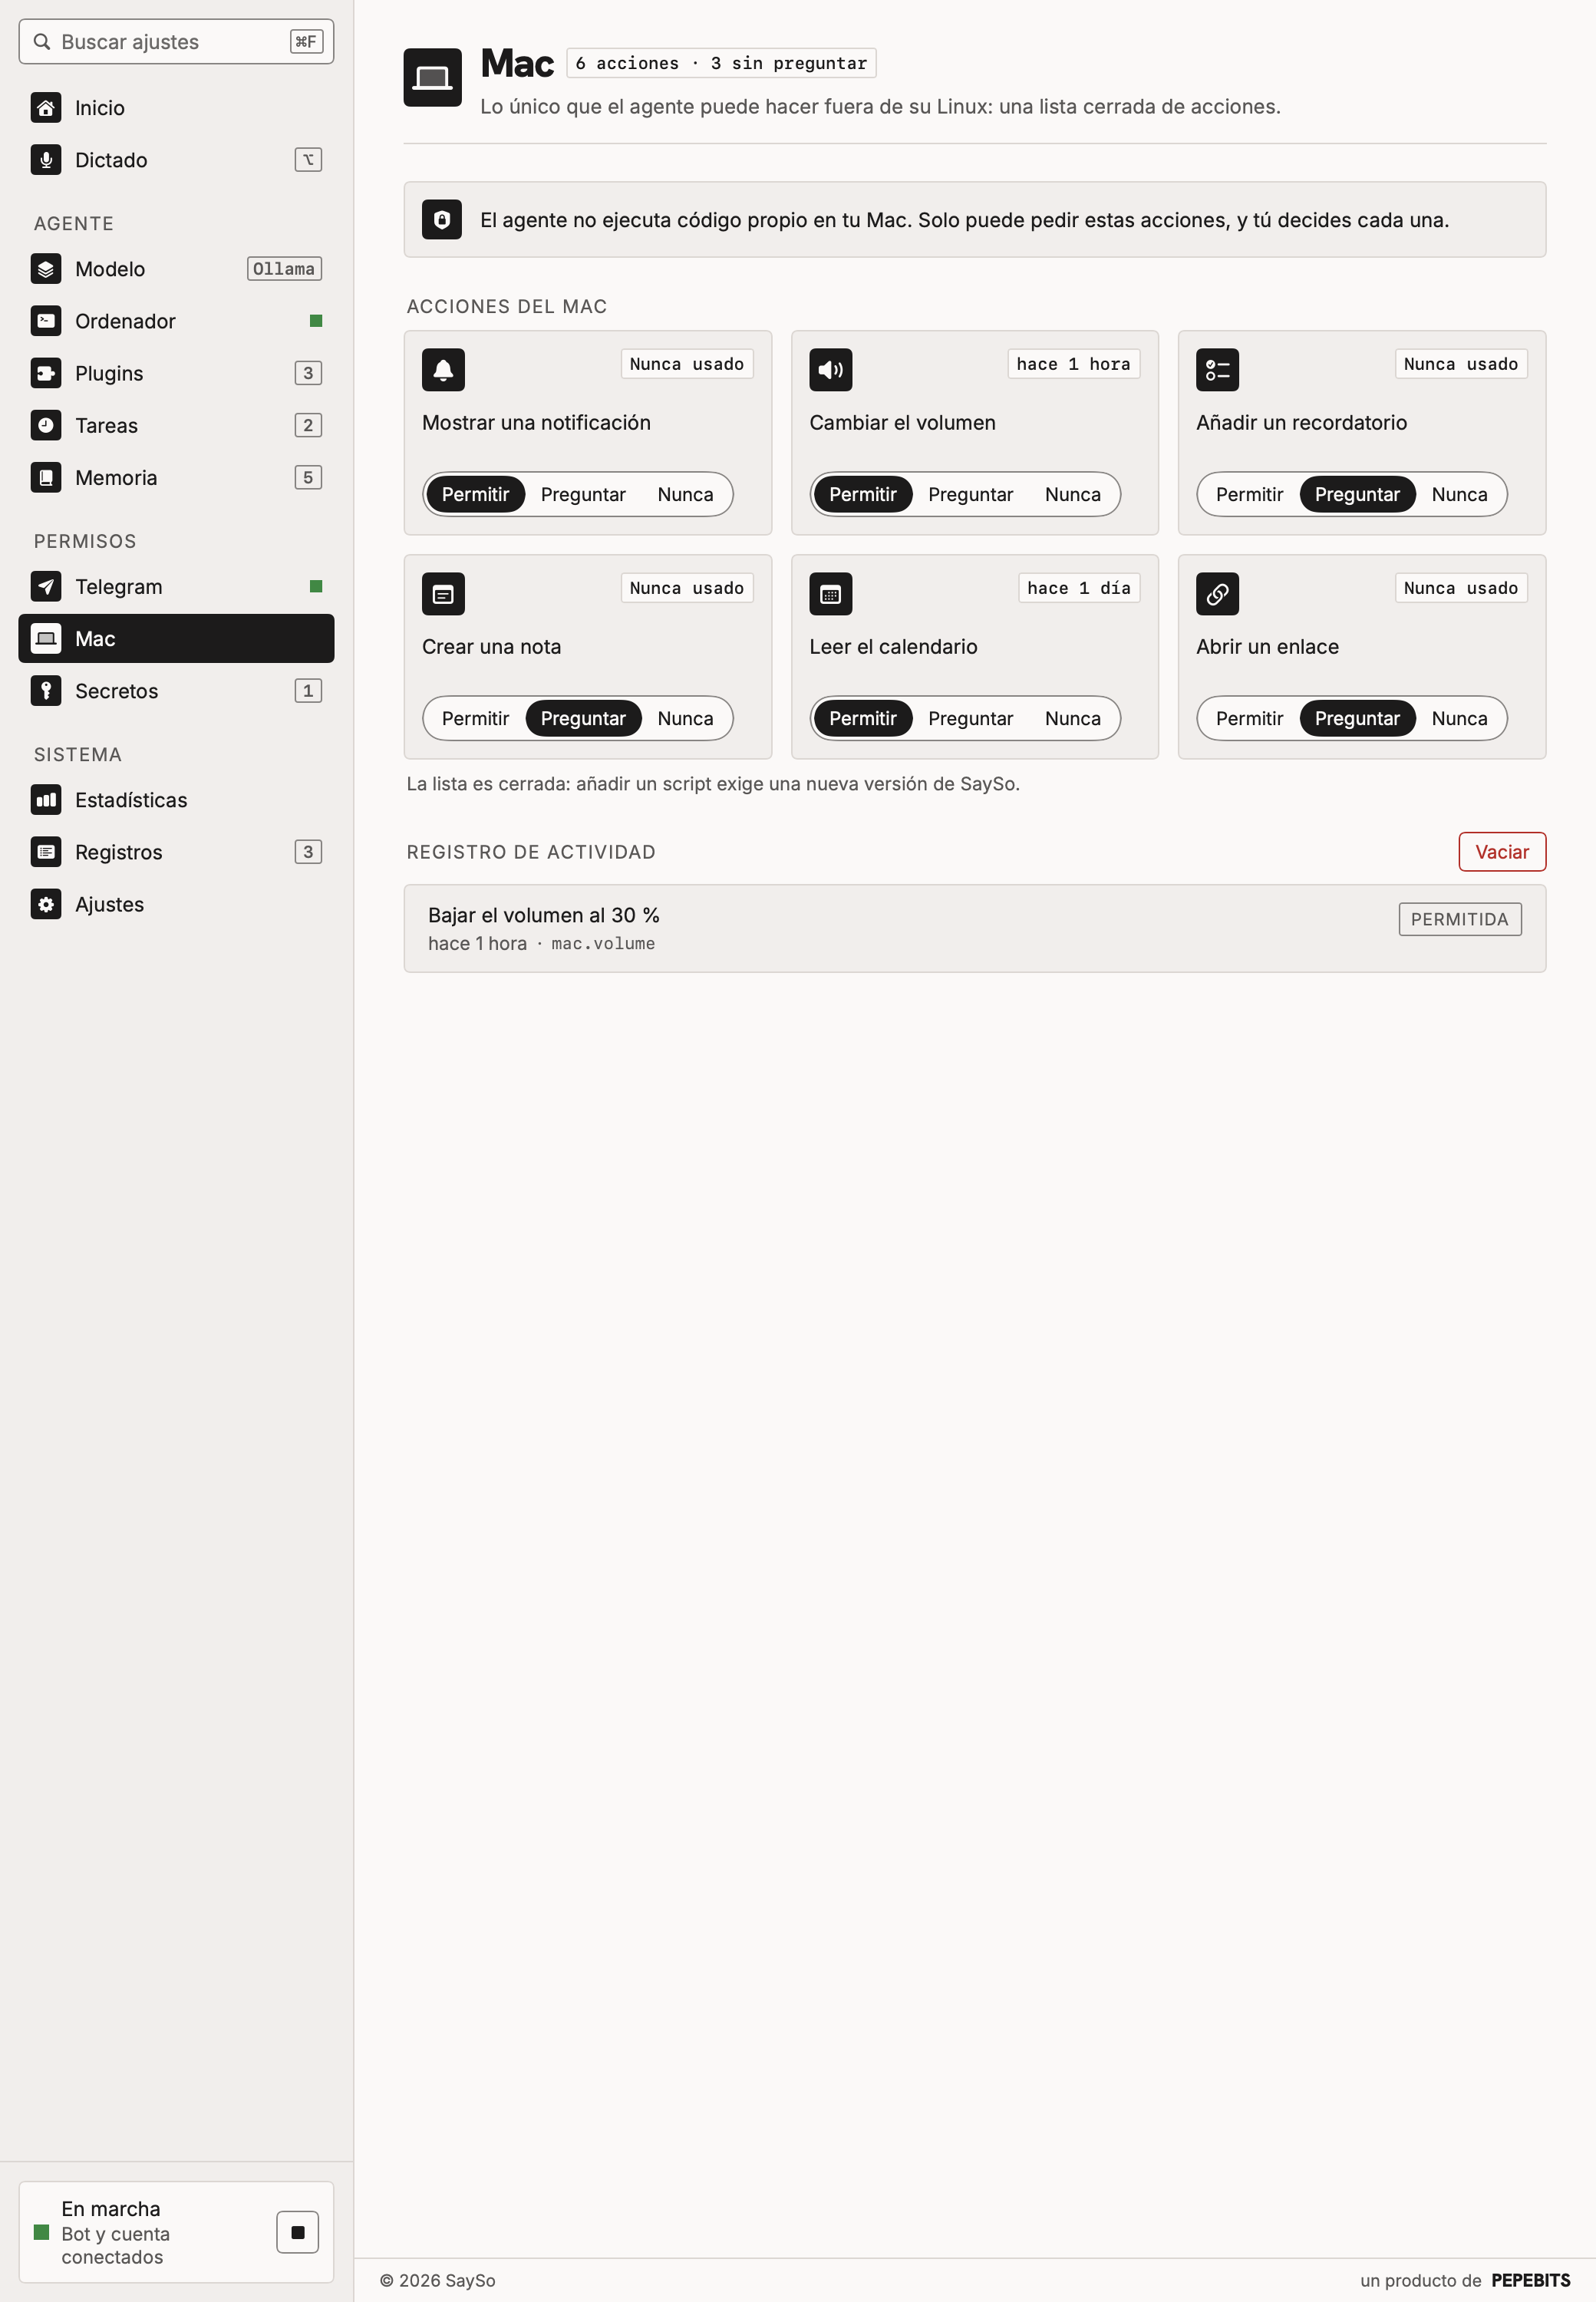 Buscar ajustes ⌘F
Inicio
Dictado ⌥
AGENTE
Modelo Ollama
Ordenador
Plugins 3
Tareas 2
Memoria 5
PERMISOS
Telegram
Mac
Secretos 1
SISTEMA
Estadísticas
Registros 3
Ajustes
En marcha
Bot y cuenta
conectados
Mac 6 acciones · 3 sin preguntar
Lo único que el agente puede hacer fuera de su Linux: una lista cerrada de acciones.
El agente no ejecuta código propio en tu Mac. Solo puede pedir estas acciones, y tú decides cada una.
ACCIONES DEL MAC
Nunca usado
Mostrar una notificación
Permitir Preguntar Nunca
hace 1 hora
Cambiar el volumen
Permitir Preguntar Nunca
Nunca usado
Añadir un recordatorio
Permitir Preguntar Nunca
Nunca usado
Crear una nota
Permitir Preguntar Nunca
hace 1 día
Leer el calendario
Permitir Preguntar Nunca
Nunca usado
Abrir un enlace
Permitir Preguntar Nunca
La lista es cerrada: añadir un script exige una nueva versión de SaySo.
REGISTRO DE ACTIVIDAD Vaciar
Bajar el volumen al 30 % PERMITIDA
hace 1 hora · mac.volume
© 2026 SaySo un producto de PEPEBITS